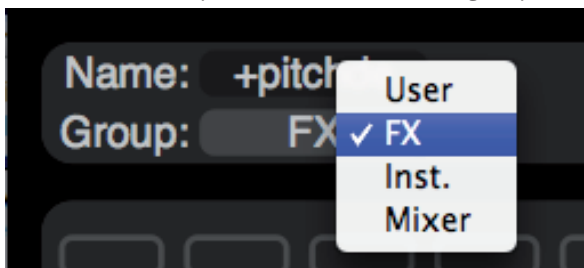 Name: +pitch
Group: FX
User
✓ FX
Inst.
Mixer